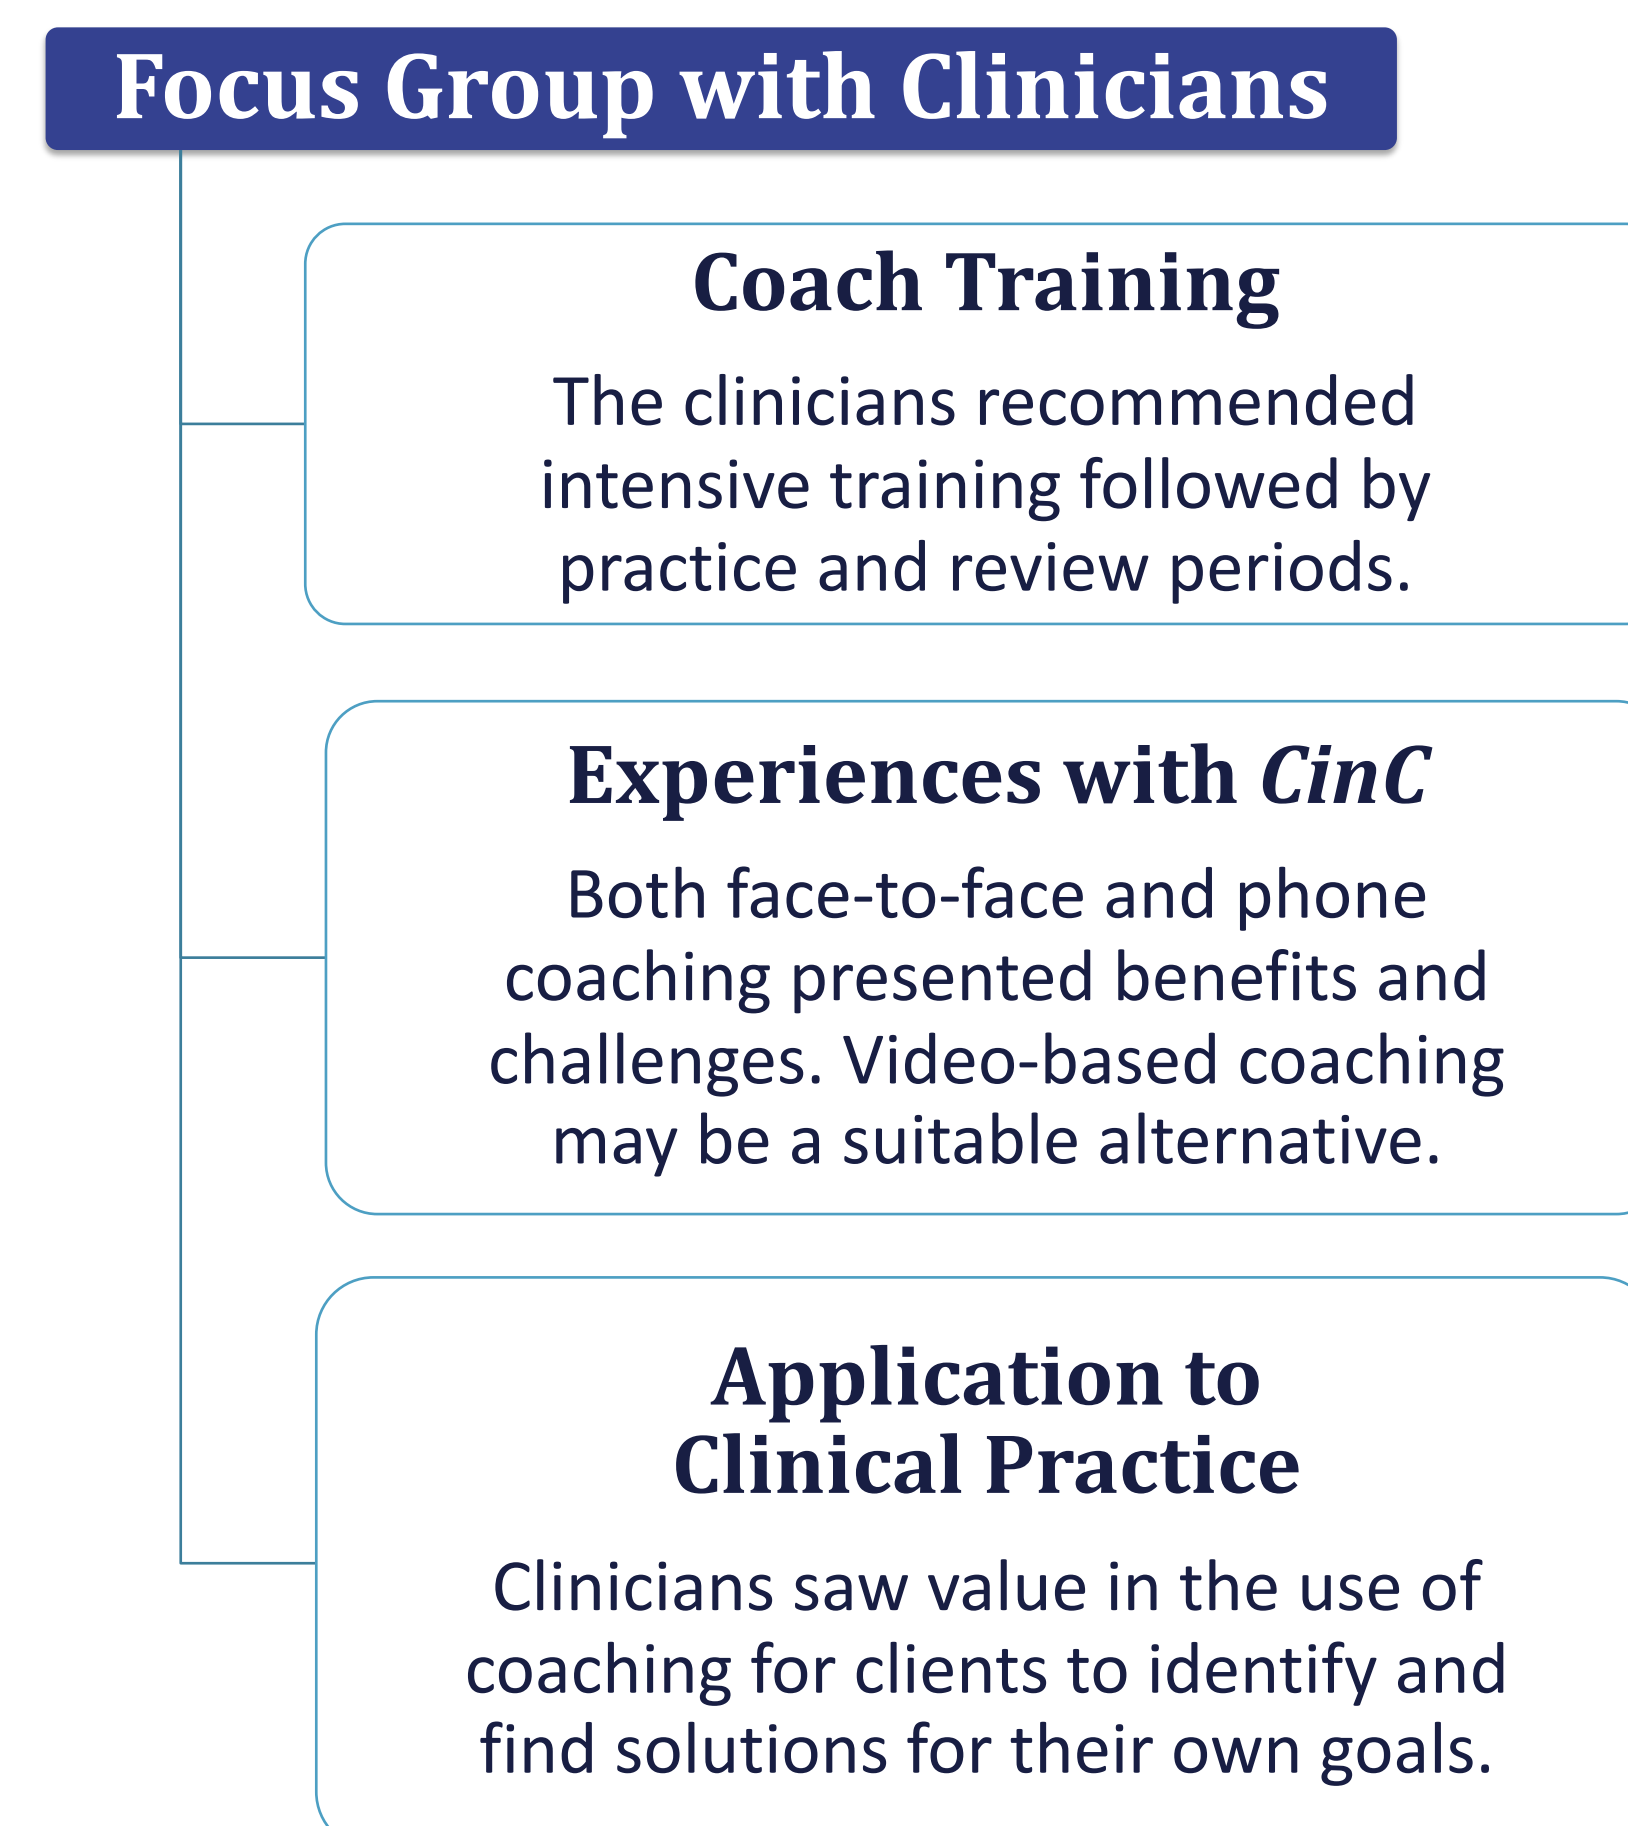 Focus Group with Clinicians
Coach Training
The clinicians recommended
intensive training followed by
practice and review periods.
Experiences with CinC
Both face-to-face and phone
coaching presented benefits and
challenges. Video-based coaching
may be a suitable alternative.
Application to
Clinical Practice
Clinicians saw value in the use of
coaching for clients to identify and
find solutions for their own goals.